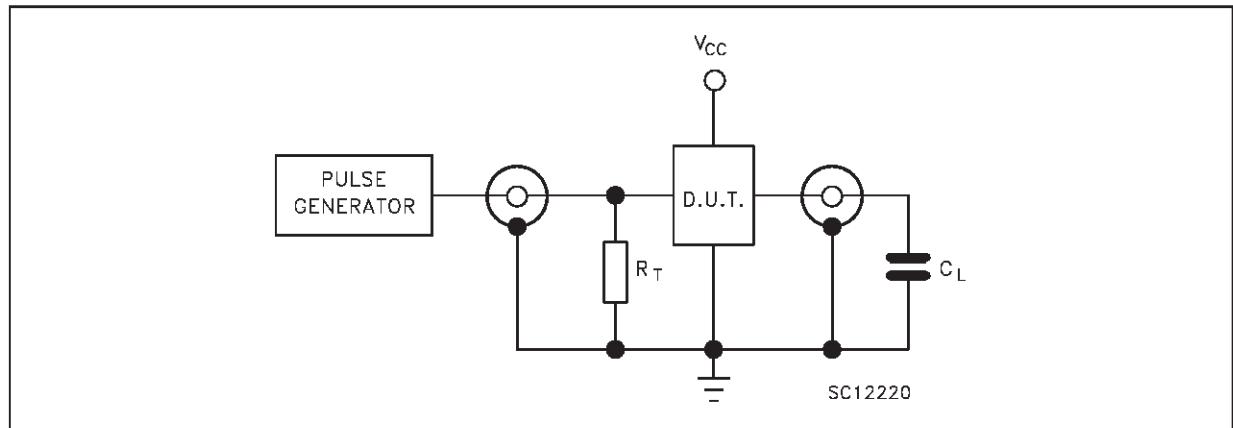 VCC
PULSE
GENERATOR
D.U.T.
RT
CL
SC12220